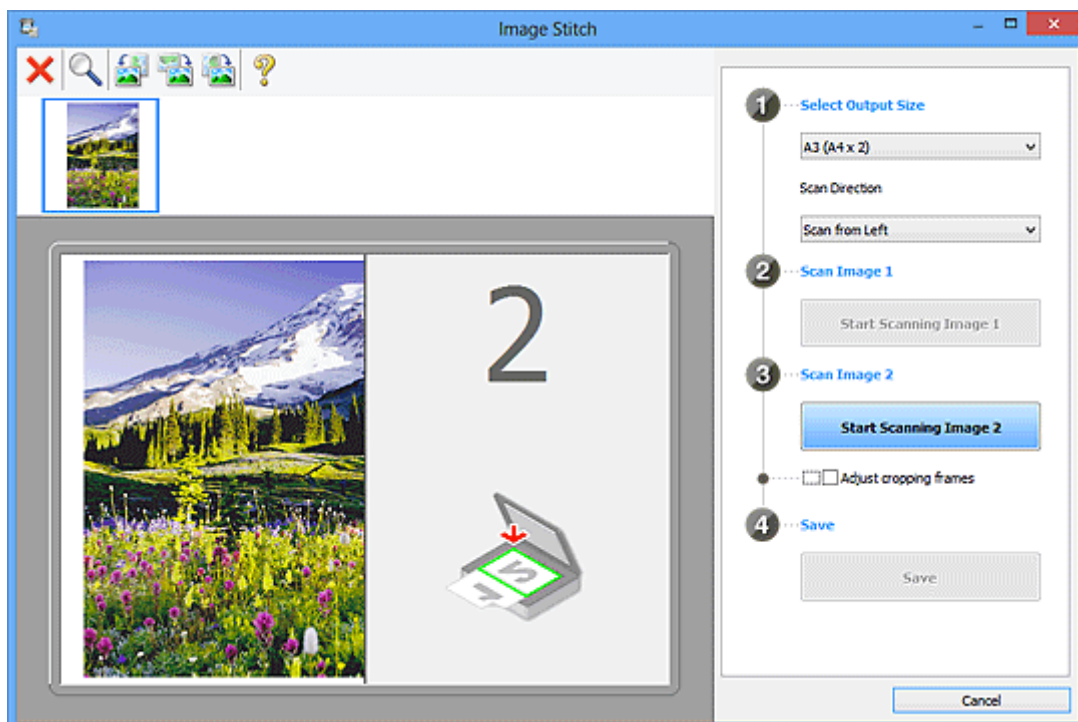 Image Stitch
1 Select Output Size
A3 (A4 x 2)
Scan Direction
Scan from Left
2 Scan Image 1
Start Scanning Image 1
3 Scan Image 2
Start Scanning Image 2
Adjust cropping frames
4 Save
Save
Cancel
2
1 2